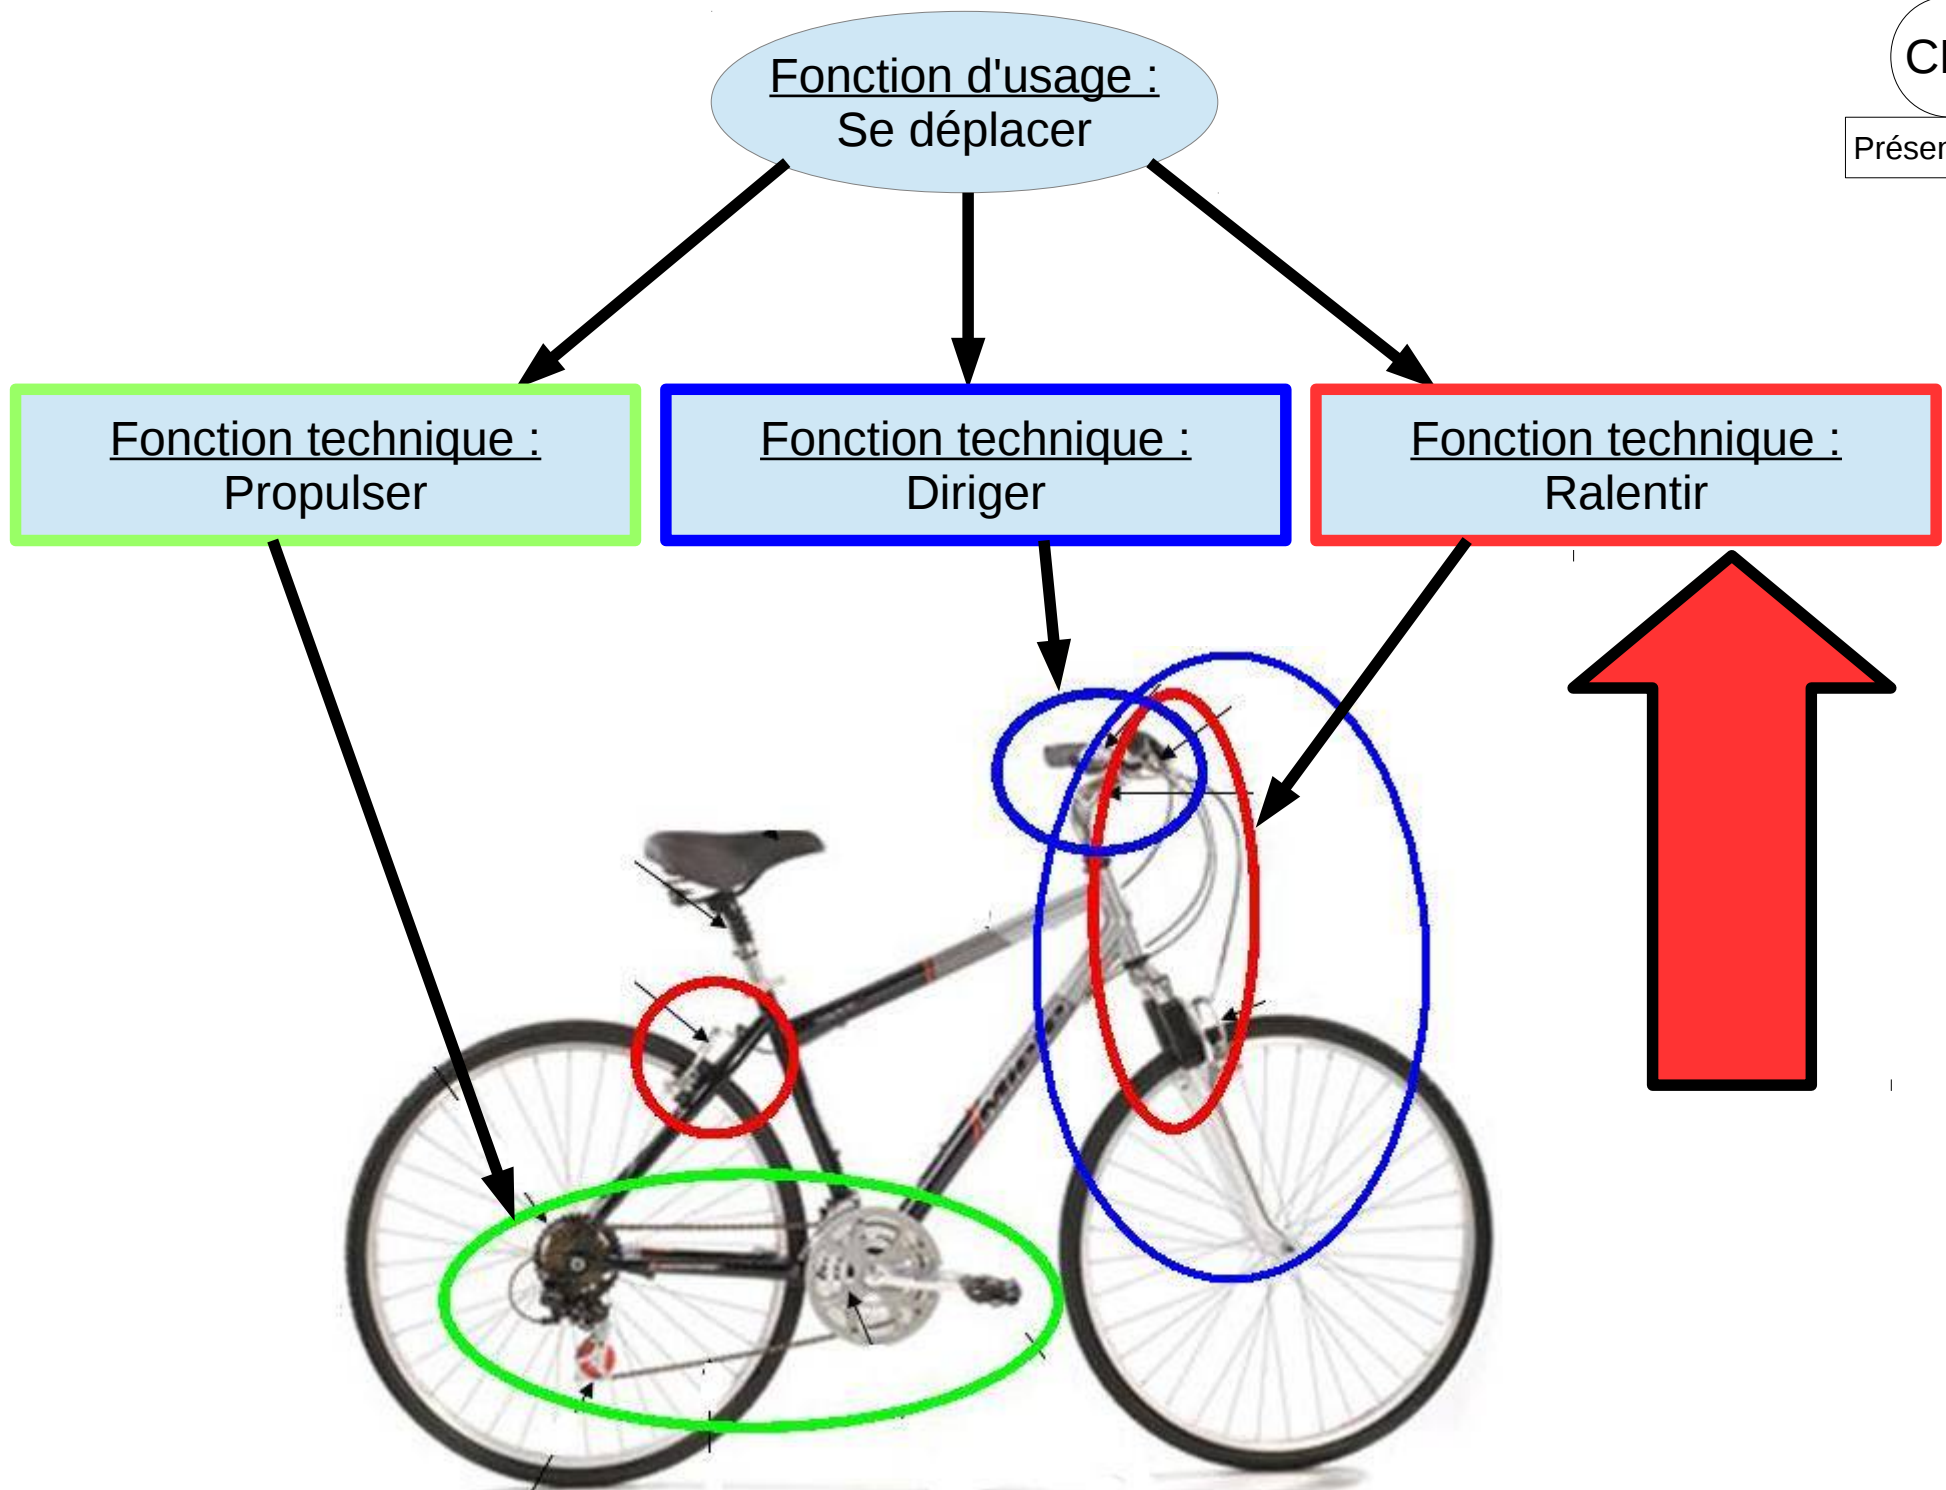 Fonction d'usage :
Se déplacer
Fonction technique :
Propulser
Fonction technique :
Diriger
Fonction technique :
Ralentir